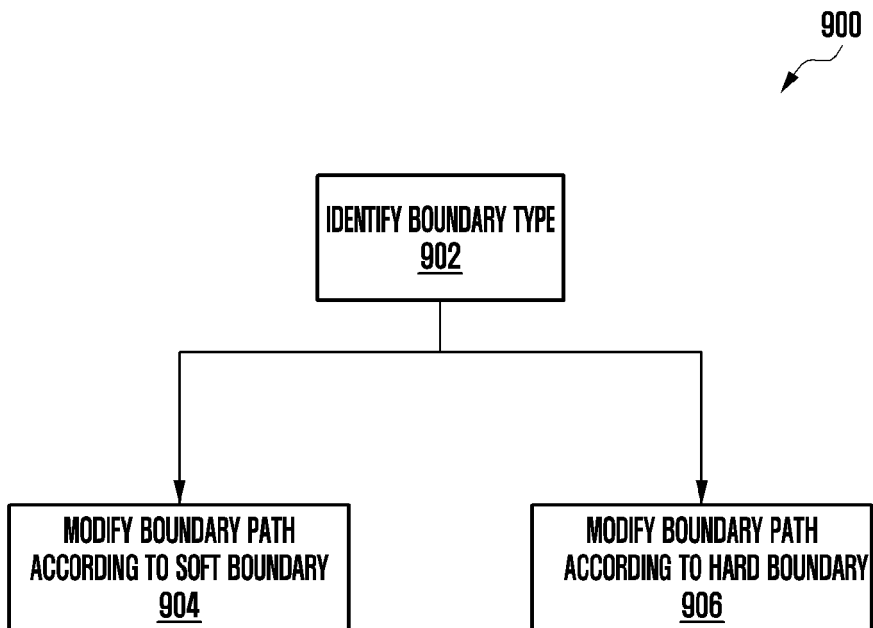 900
IDENTIFY BOUNDARY TYPE
902
MODIFY BOUNDARY PATH
ACCORDING TO SOFT BOUNDARY
904
MODIFY BOUNDARY PATH
ACCORDING TO HARD BOUNDARY
906